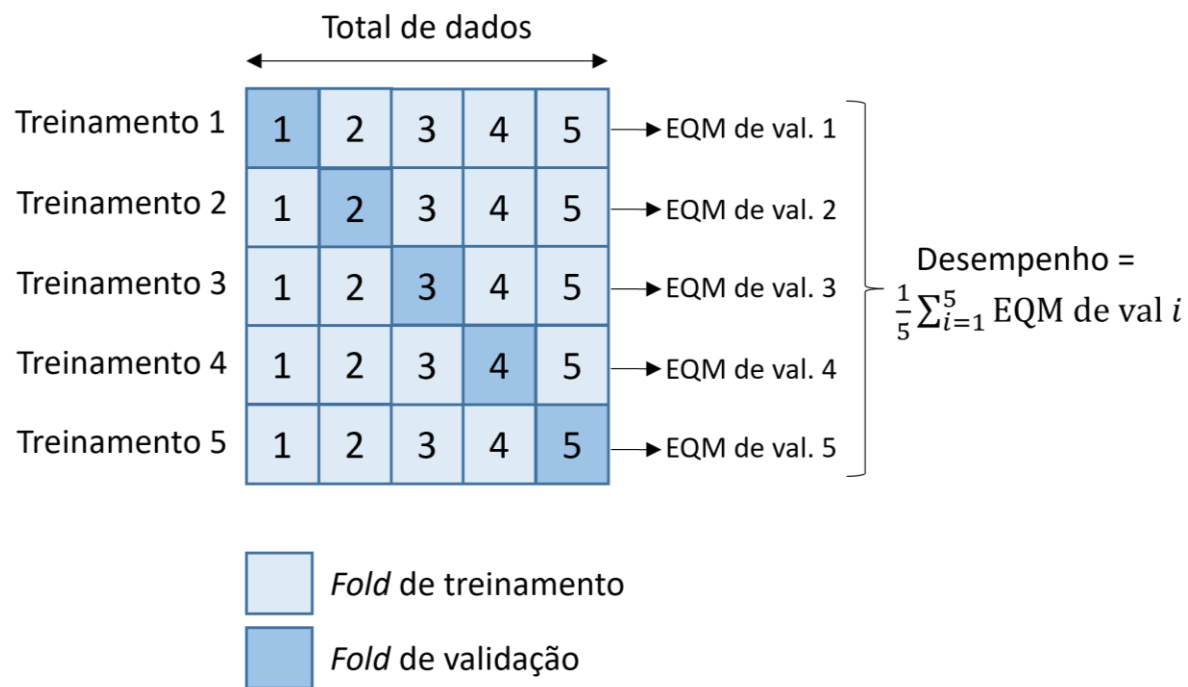 Total de dados
Treinamento 1 1 2 3 4 5 EQM de val. 1
Treinamento 2 1 2 3 4 5 EQM de val. 2
Treinamento 3 1 2 3 4 5 EQM de val. 3
Treinamento 4 1 2 3 4 5 EQM de val. 4
Treinamento 5 1 2 3 4 5 EQM de val. 5
Desempenho =
1/5 ∑_{i=1}^{5} EQM de val i
Fold de treinamento
Fold de validação